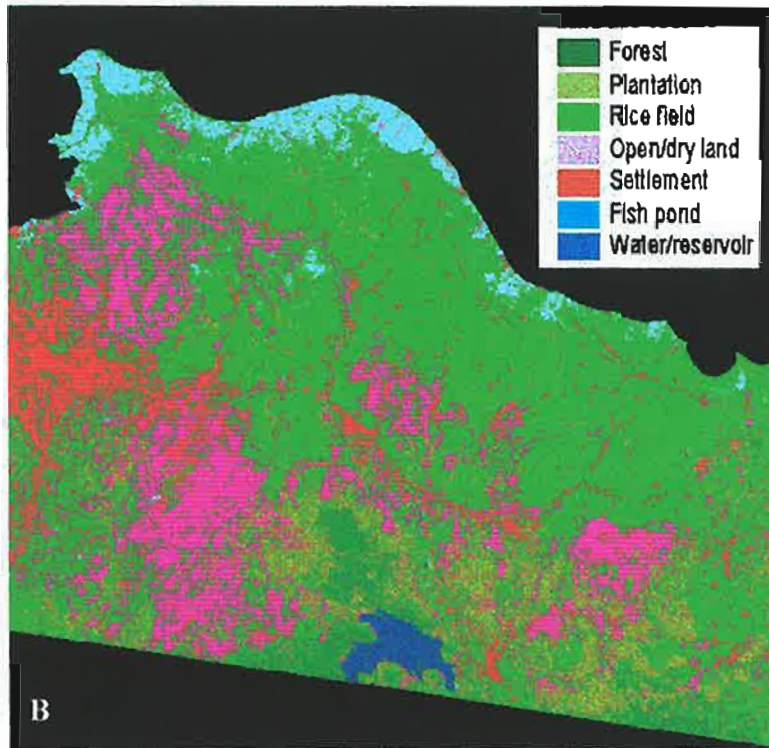 Forest
Plantation
Rice field
Open/dry land
Settlement
Fish pond
Water/reservoir
B